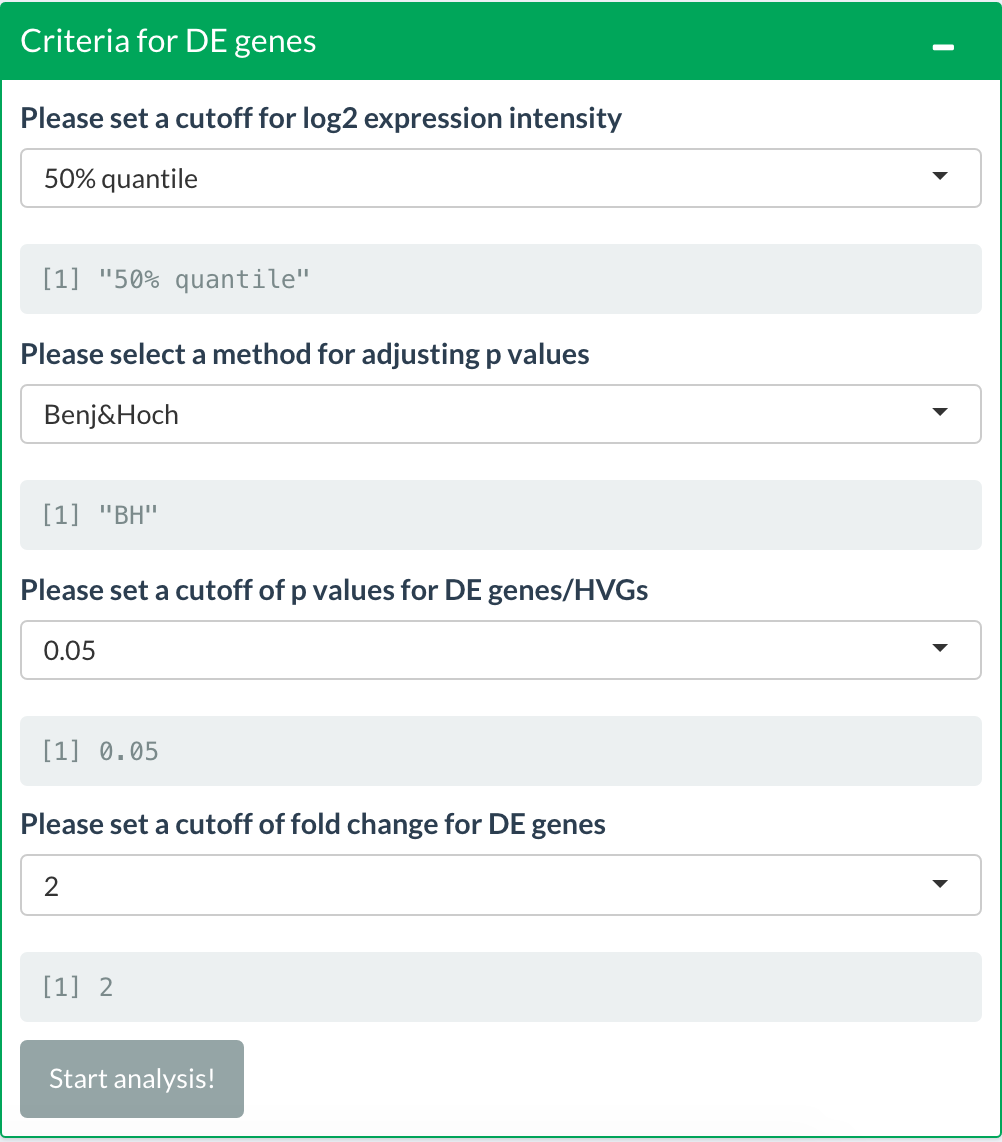 Criteria for DE genes
Please set a cutoff for log2 expression intensity
50% quantile
[1] "50% quantile"
Please select a method for adjusting p values
Benj&Hoch
[1] "BH"
Please set a cutoff of p values for DE genes/HVGs
0.05
[1] 0.05
Please set a cutoff of fold change for DE genes
2
[1] 2
Start analysis!